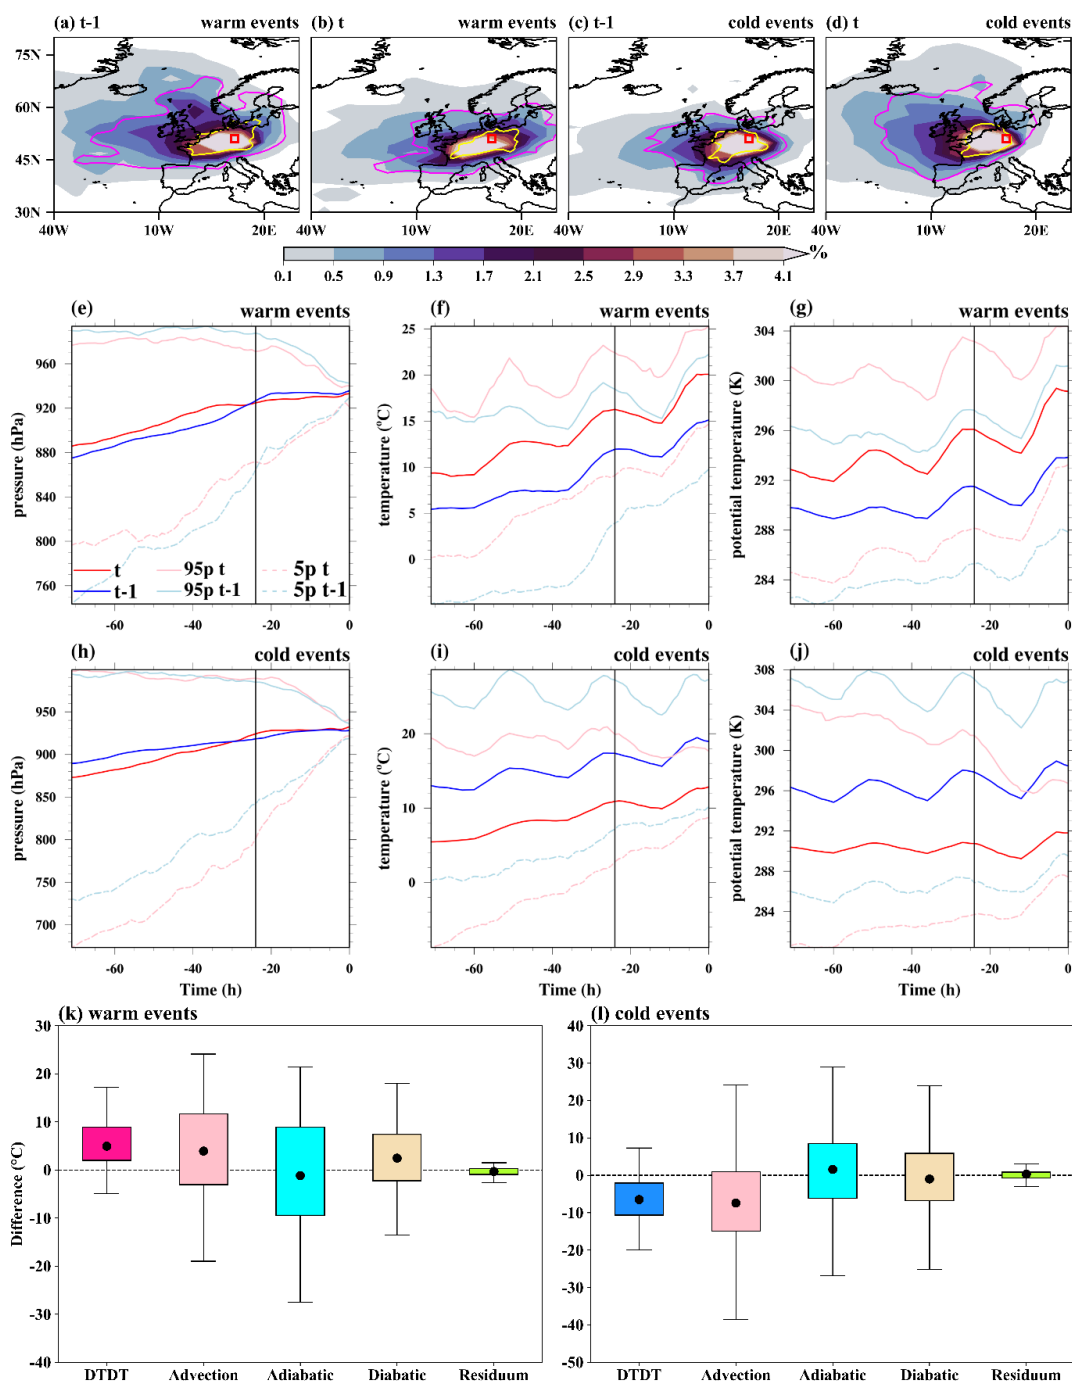 (a) t-1 warm events (b) t warm events (c) t-1 cold events (d) t cold events
75N
60N
45N
30N
40W 10W 20E 40W 10W 20E 40W 10W 20E 40W 10W 20E
%
0.1 0.5 0.9 1.3 1.7 2.1 2.5 2.9 3.3 3.7 4.1
(e) warm events (f) warm events (g) warm events
pressure (hPa)
960
920
880
840
800
760
t 95p t 5p t
t-1 95p t-1 5p t-1
-60 -40 -20 0
temperature (°C)
25
20
15
10
5
0
-60 -40 -20 0
potential temperature (K)
304
300
296
292
288
284
-60 -40 -20 0
(h) cold events (i) cold events (j) cold events
pressure (hPa)
950
900
850
800
750
700
-60 -40 -20 0
Time (h)
temperature (°C)
20
10
0
-60 -40 -20 0
Time (h)
potential temperature (K)
308
304
300
296
292
288
284
-60 -40 -20 0
Time (h)
(k) warm events
Difference (°C)
30
20
10
0
-10
-20
-30
-40
DTDT Advection Adiabatic Diabatic Residuum
(l) cold events
40
30
20
10
0
-10
-20
-30
-40
-50
DTDT Advection Adiabatic Diabatic Residuum